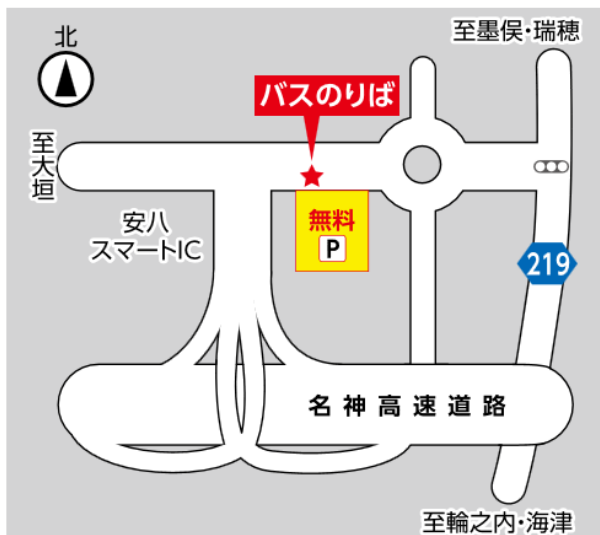 北
至墨俣・瑞穂
バスのりば
至大垣
安八
スマートIC
無料
P
219
名神高速道路
至輪之内・海津